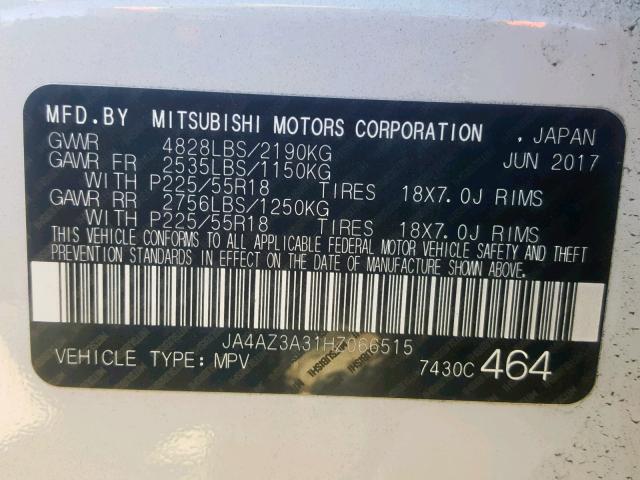 MFD.BY MITSUBISHI MOTORS CORPORATION , JAPAN
GVWR 4828LBS/2190KG JUN 2017
GAWR FR 2535LBS/1150KG
WITH P225/55R18 TIRES 18X7.0J RIMS
GAWR RR 2756LBS/1250KG
WITH P225/55R18 TIRES 18X7.0J RIMS
THIS VEHICLE CONFORMS TO ALL APPLICABLE FEDERAL MOTOR VEHICLE SAFETY AND THEFT
PREVENTION STANDARDS IN EFFECT ON THE DATE OF MANUFACTURE SHOWN ABOVE.
JA4AZ3A31HZ066515
VEHICLE TYPE: MPV 7430C 464